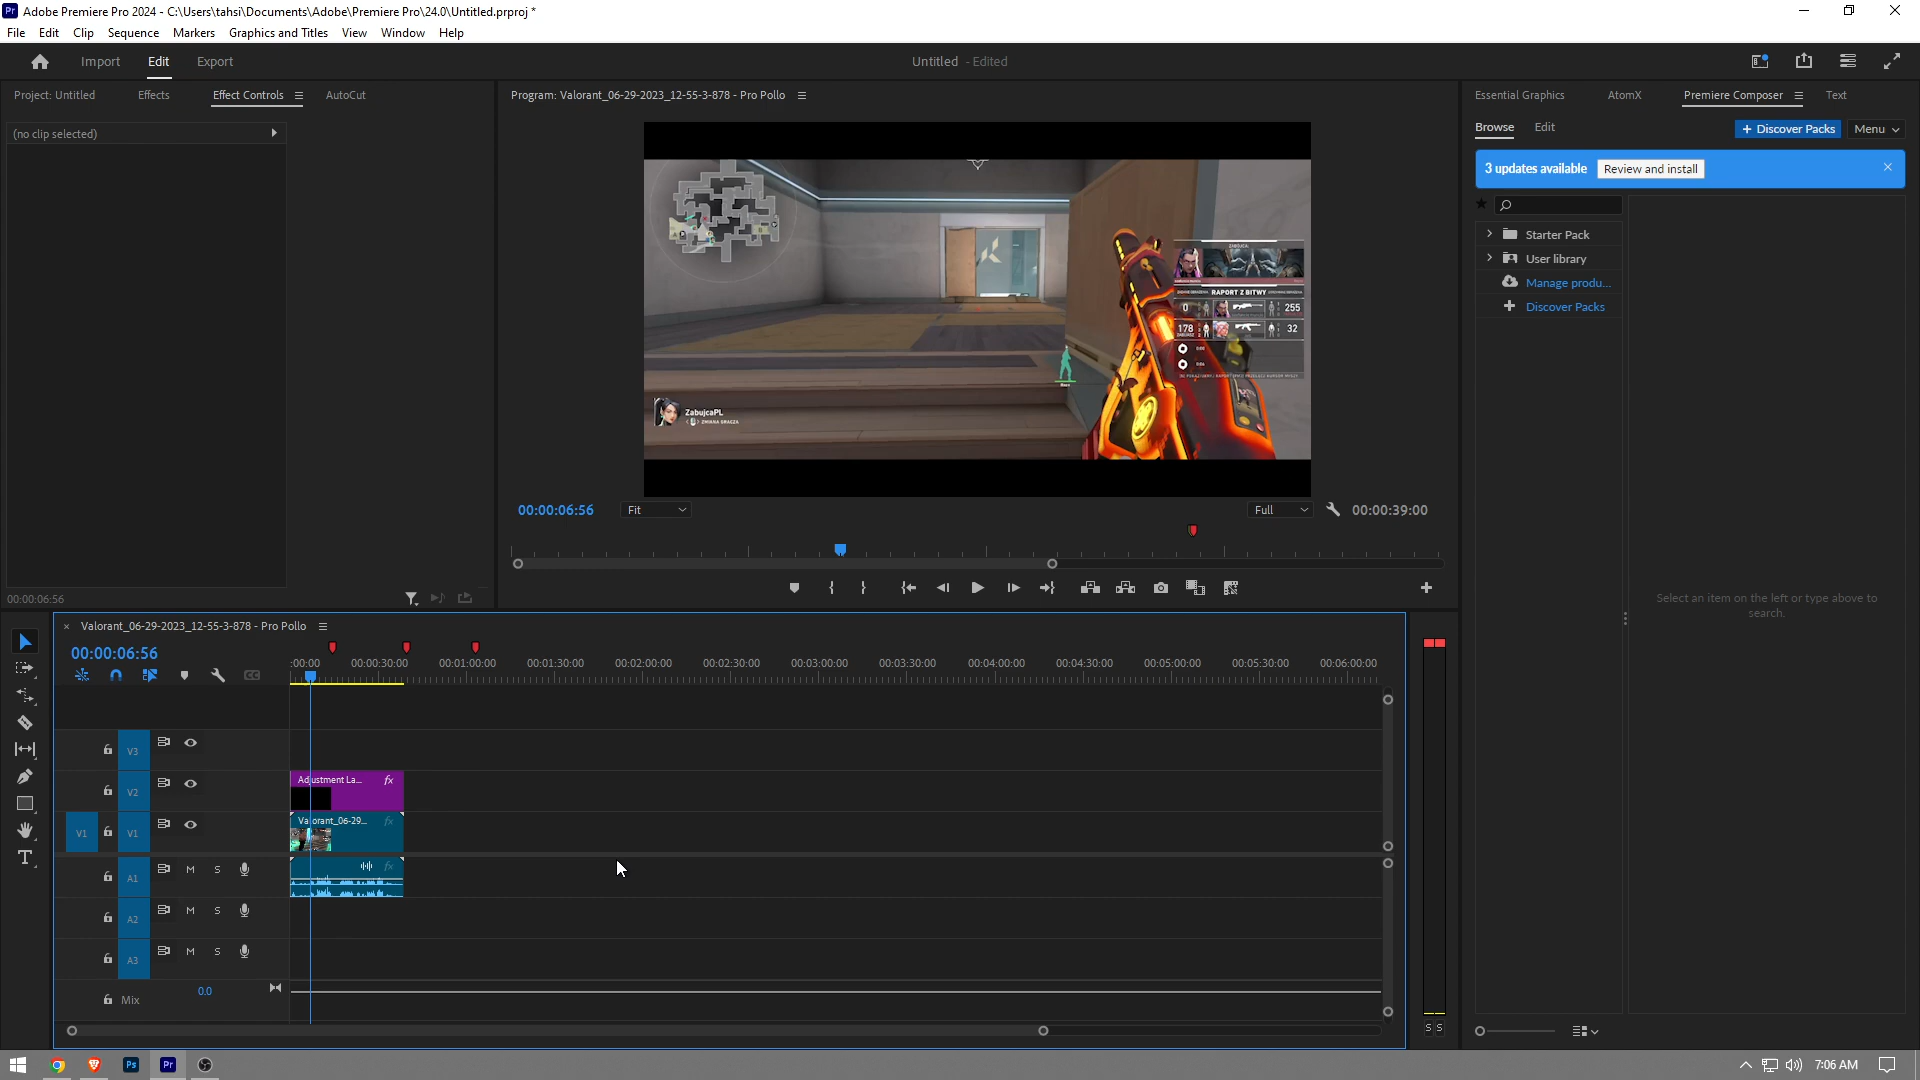 Pr Adobe Premiere Pro 2024 - C:\Users\tahsi\Documents\Adobe\Premiere Pro\24.0\Untitled.prproj *
File Edit Clip Sequence Markers Graphics and Titles View Window Help
Import Edit Export
Untitled - Edited
Project: Untitled Effects Effect Controls AutoCut
(no clip selected)
00:00:06:56
Program: Valorant_06-29-2023_12-55-3-878 - Pro Pollo
RAPORT Z BITWY
0 255
178 32
ZabujcaPL
ZMIANA GRACZA
00:00:06:56 Fit Full 00:00:39:00
Essential Graphics AtomX Premiere Composer Text
Browse Edit + Discover Packs Menu
3 updates available Review and install
Starter Pack
User library
Manage produ...
Discover Packs
Select an item on the left or type above to
search.
Valorant_06-29-2023_12-55-3-878 - Pro Pollo
00:00:06:56
:00:00 00:00:30:00 00:01:00:00 00:01:30:00 00:02:00:00 00:02:30:00 00:03:00:00 00:03:30:00 00:04:00:00 00:04:30:00 00:05:00:00 00:05:30:00 00:06:00:00
V3
V2 Adjustment La... fx
V1 V1 Valorant_06-29... fx
A1 M S fx
A2 M S
A3 M S
Mix 0.0
S S
Ps Pr 7:06 AM